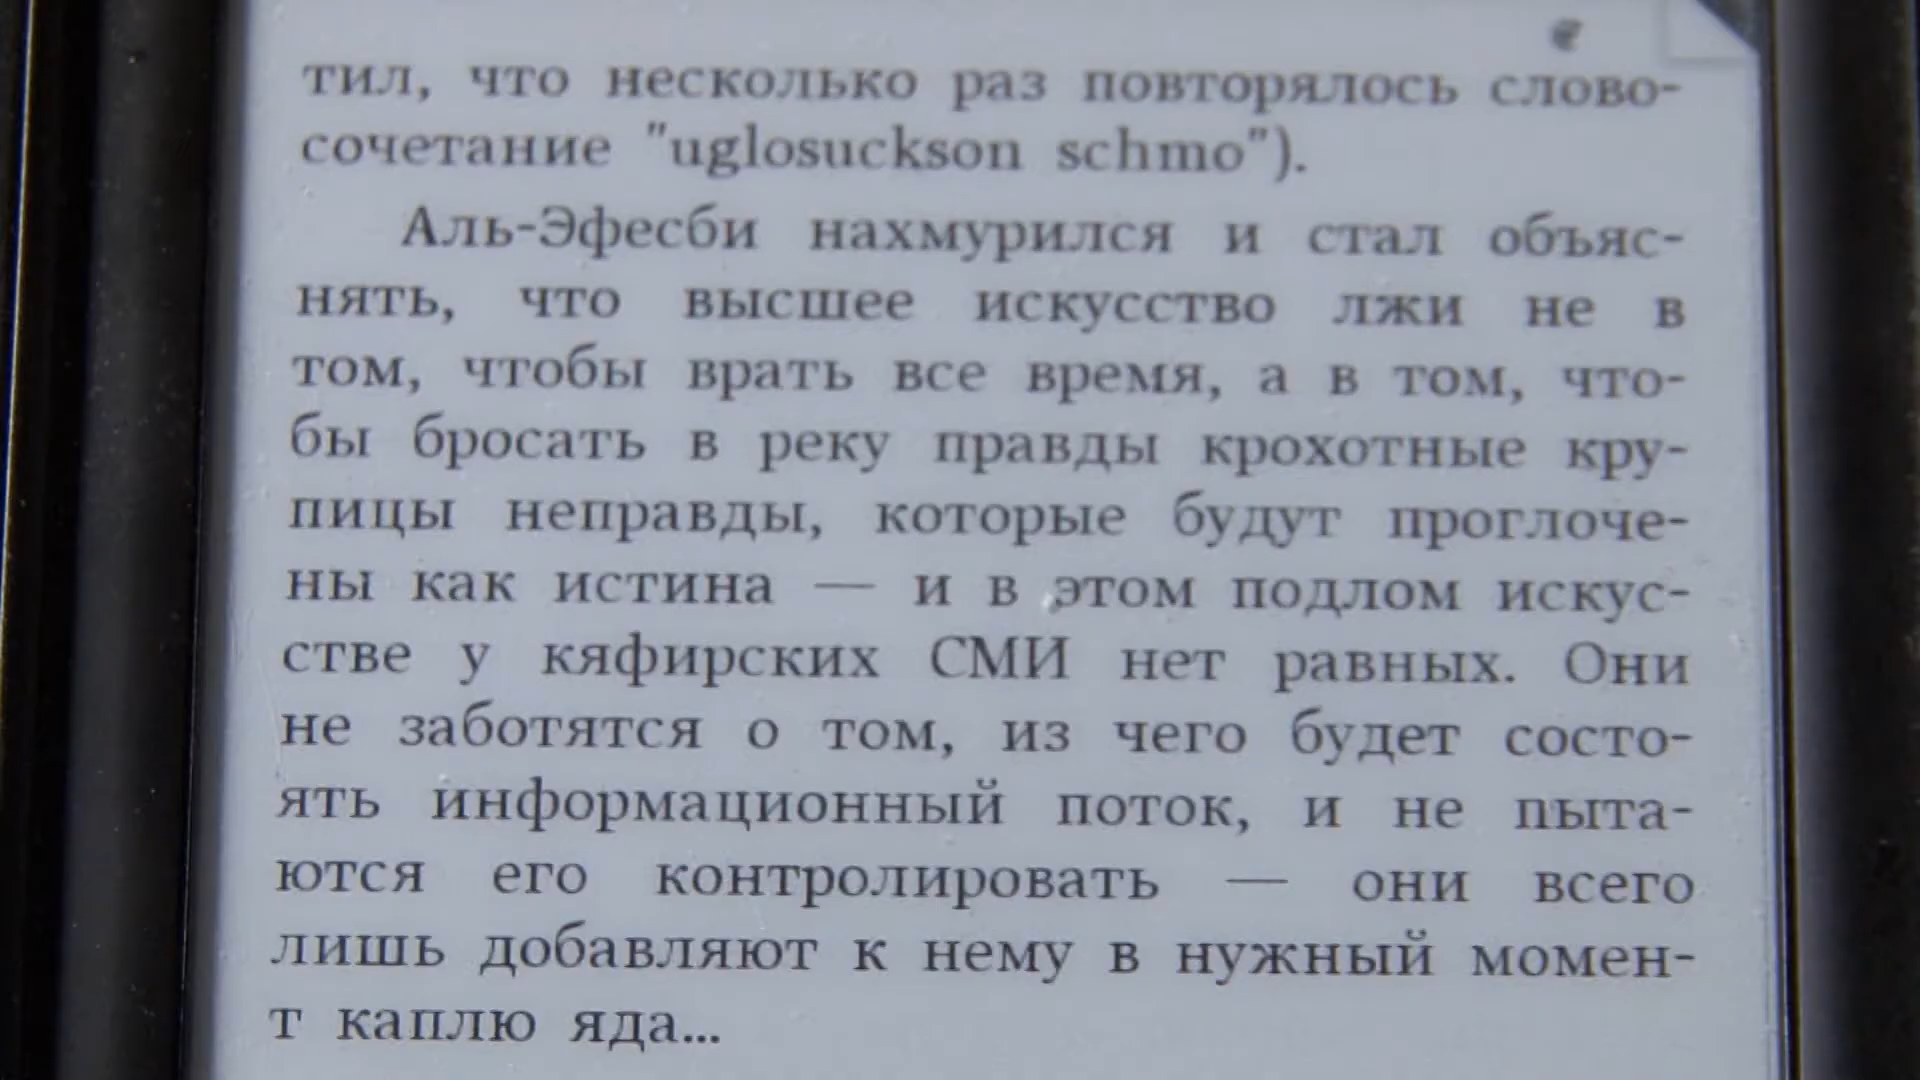 тил, что несколько раз повторялось слово-
сочетание "uglosuckson schmo").
Аль-Эфесби нахмурился и стал объяс-
нять, что высшее искусство лжи не в
том, чтобы врать все время, а в том, что-
бы бросать в реку правды крохотные кру-
пицы неправды, которые будут проглоче-
ны как истина — и в этом подлом искус-
стве у кяфирских СМИ нет равных. Они
не заботятся о том, из чего будет состо-
ять информационный поток, и не пыта-
ются его контролировать — они всего
лишь добавляют к нему в нужный момен-
т каплю яда...